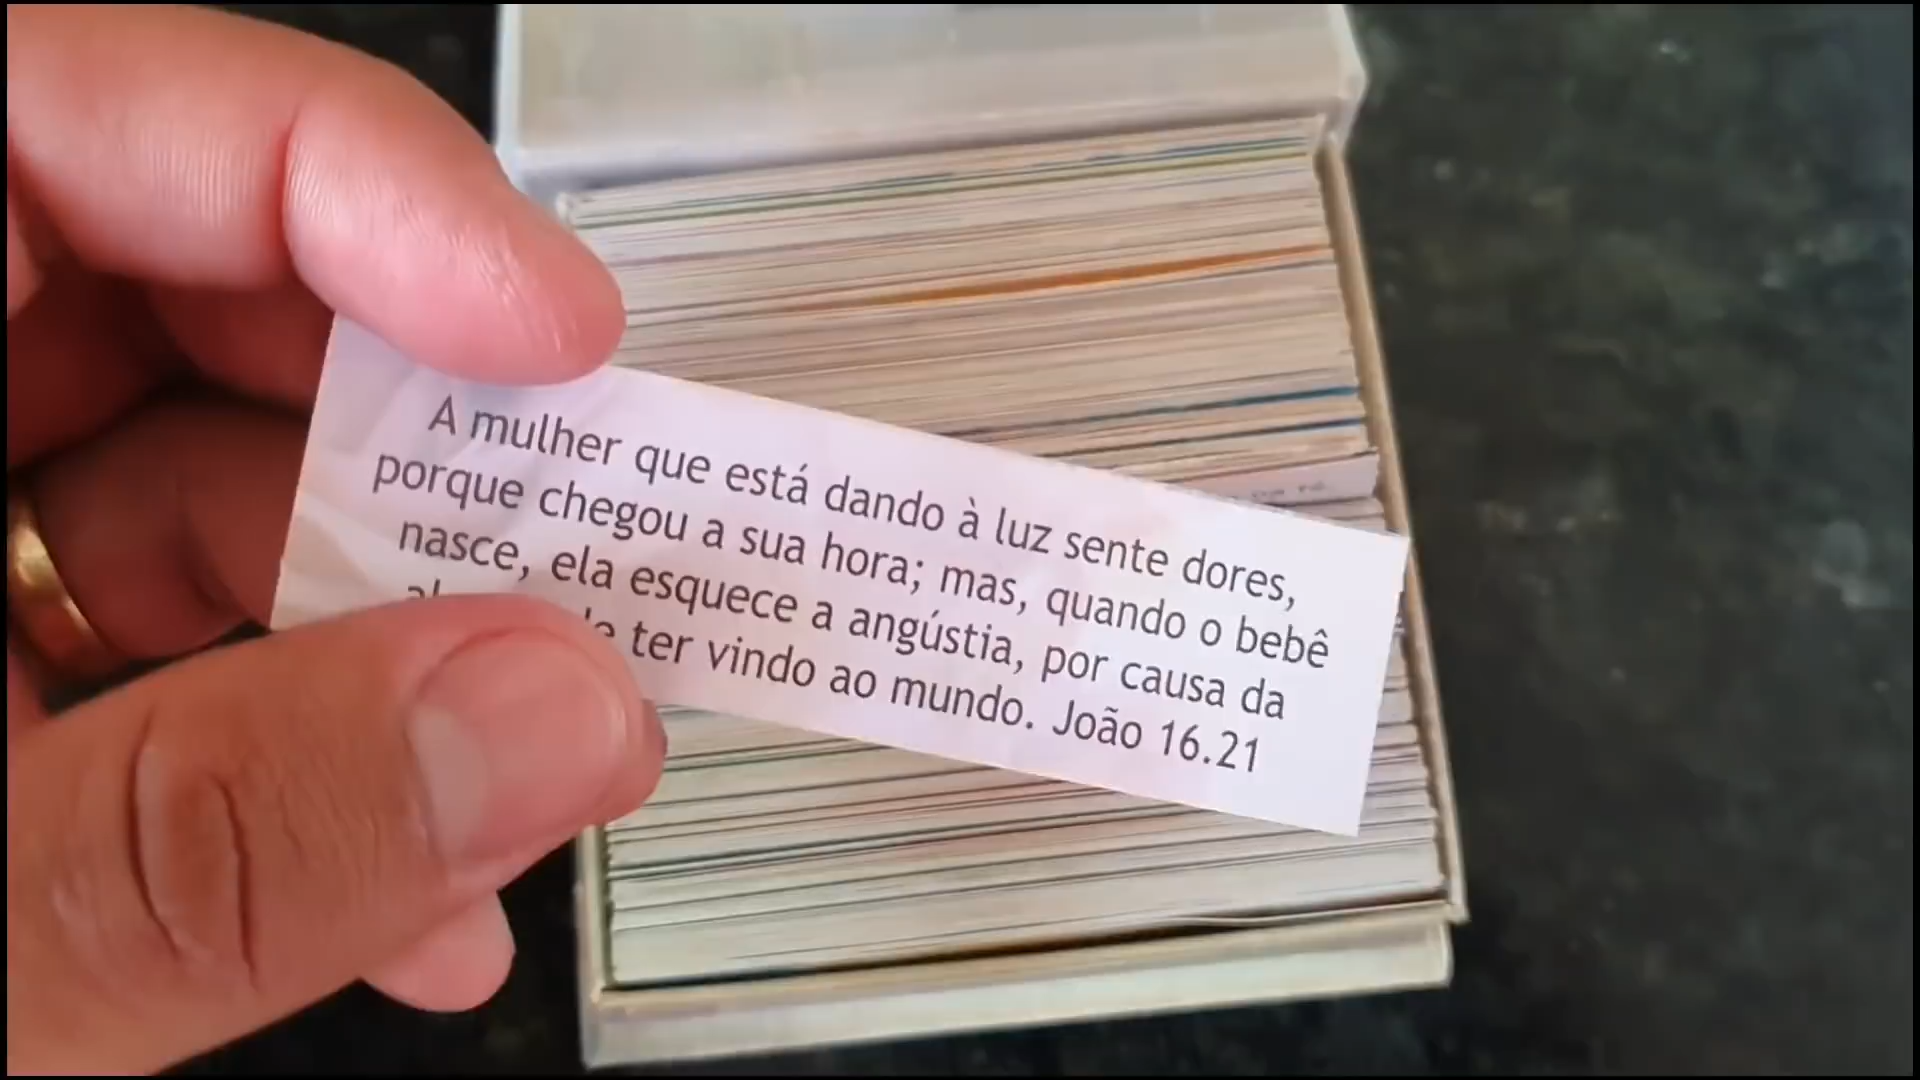 A mulher que está dando à luz sente dores,
porque chegou a sua hora; mas, quando o bebê
nasce, ela esquece a angústia, por causa da
ter vindo ao mundo. João 16.21